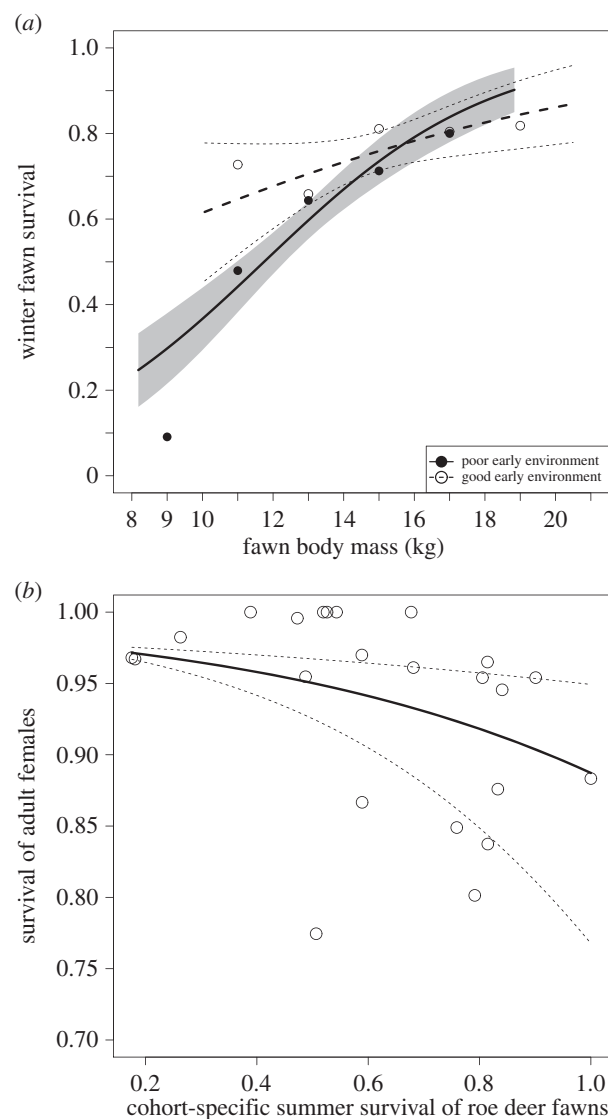 (a)
1.0
0.8
0.6
0.4
0.2
0
winter fawn survival
poor early environment
good early environment
8 9 10 12 14 16 18 20
fawn body mass (kg)
(b)
1.00
0.95
0.90
0.85
0.80
0.75
0.70
survival of adult females
0.2 0.4 0.6 0.8 1.0
cohort-specific summer survival of roe deer fawns